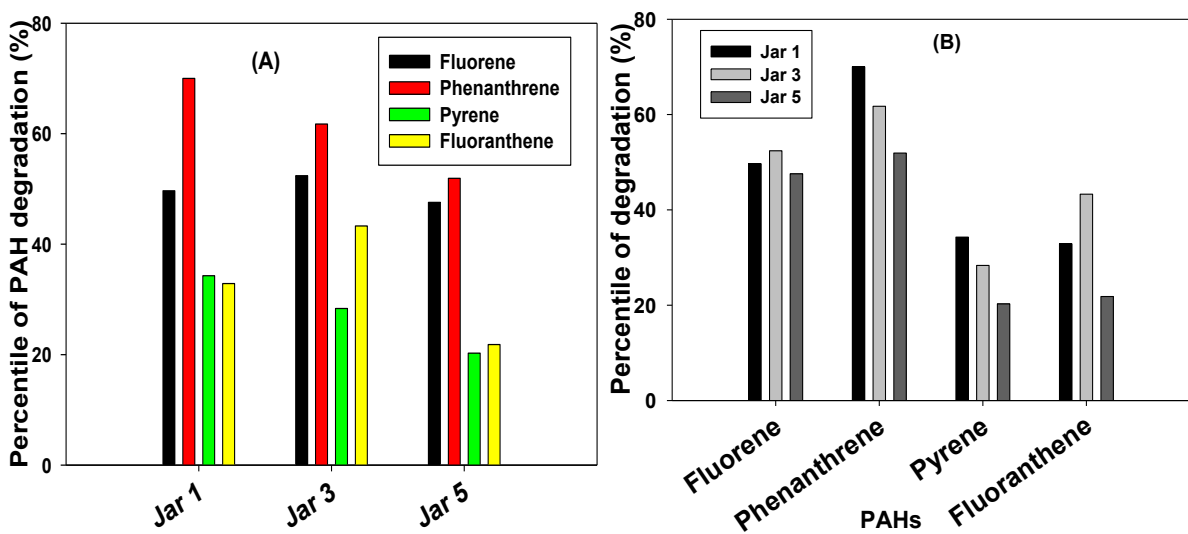 Percentile of PAH degradation (%)
80
60
40
20
0
(A)
Fluorene
Phenanthrene
Pyrene
Fluoranthene
Jar 1
Jar 3
Jar 5
Percentile of degradation (%)
80
60
40
20
0
(B)
Jar 1
Jar 3
Jar 5
Fluorene
Phenanthrene
Pyrene
Fluoranthene
PAHs